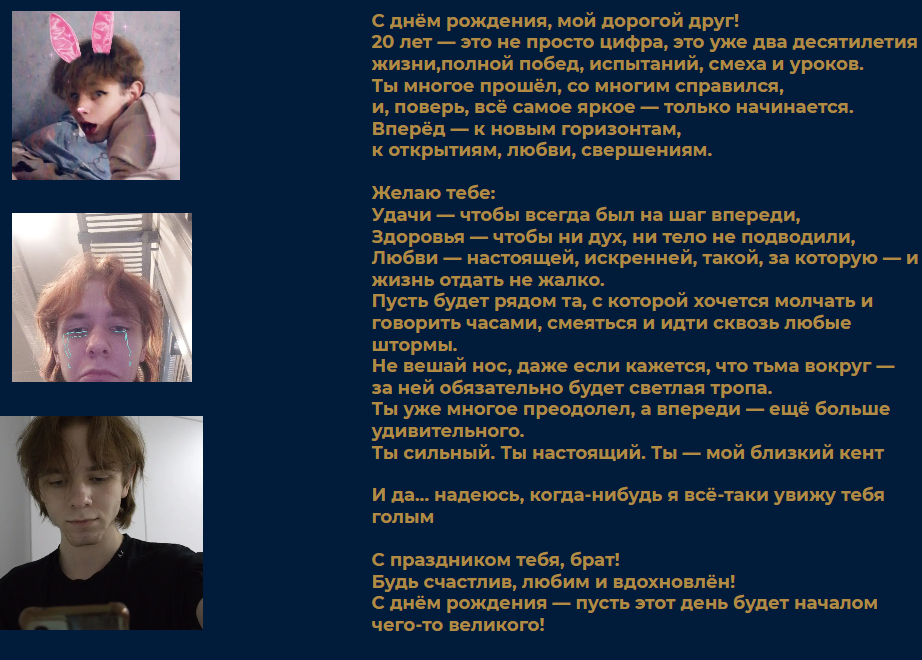 С днём рождения, мой дорогой друг!
20 лет — это не просто цифра, это уже два десятилетия
жизни,полной побед, испытаний, смеха и уроков.
Ты многое прошёл, со многим справился,
и, поверь, всё самое яркое — только начинается.
Вперёд — к новым горизонтам,
к открытиям, любви, свершениям.
Желаю тебе:
Удачи — чтобы всегда был на шаг впереди,
Здоровья — чтобы ни дух, ни тело не подводили,
Любви — настоящей, искренней, такой, за которую — и
жизнь отдать не жалко.
Пусть будет рядом та, с которой хочется молчать и
говорить часами, смеяться и идти сквозь любые
штормы.
Не вешай нос, даже если кажется, что тьма вокруг —
за ней обязательно будет светлая тропа.
Ты уже многое преодолел, а впереди — ещё больше
удивительного.
Ты сильный. Ты настоящий. Ты — мой близкий кент
И да... надеюсь, когда-нибудь я всё-таки увижу тебя
голым
С праздником тебя, брат!
Будь счастлив, любим и вдохновлён!
С днём рождения — пусть этот день будет началом
чего-то великого!